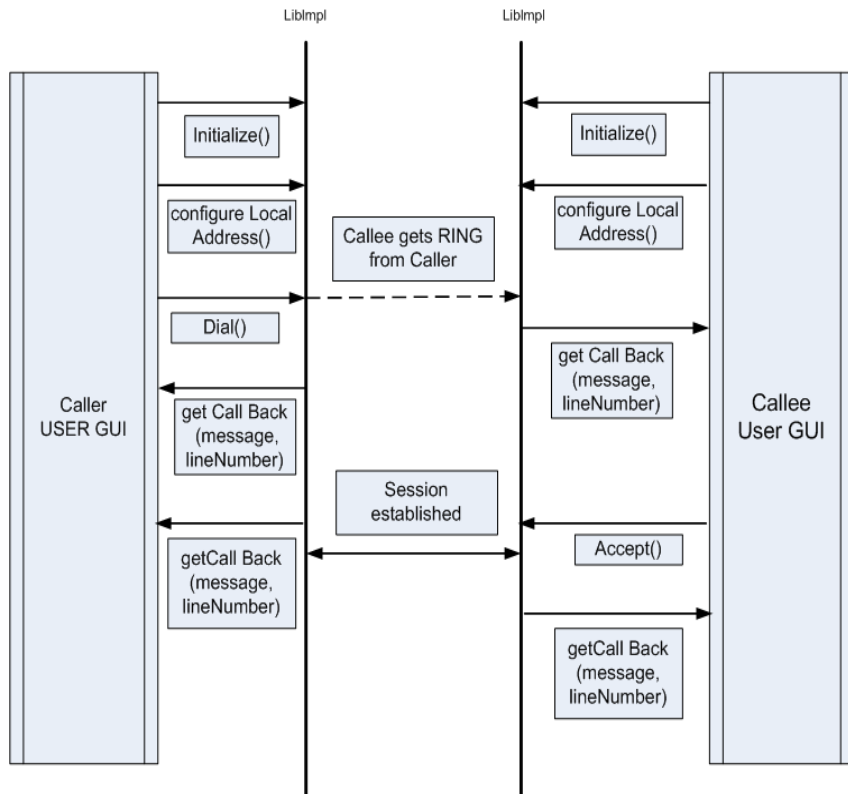 LibImpl
LibImpl
Initialize()
Initialize()
configure Local
Address()
configure Local
Address()
Callee gets RING
from Caller
Dial()
get Call Back
(message,
lineNumber)
Caller
USER GUI
get Call Back
(message,
lineNumber)
Callee
User GUI
Session
established
Accept()
getCall Back
(message,
lineNumber)
getCall Back
(message,
lineNumber)